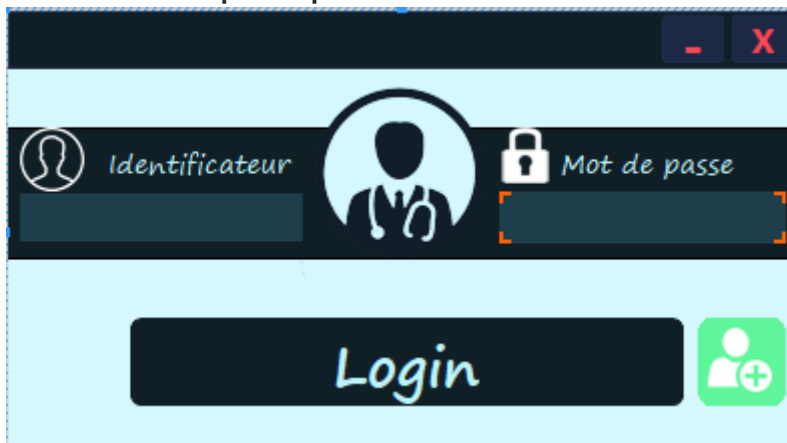 - X
Identificateur
Mot de passe
Login